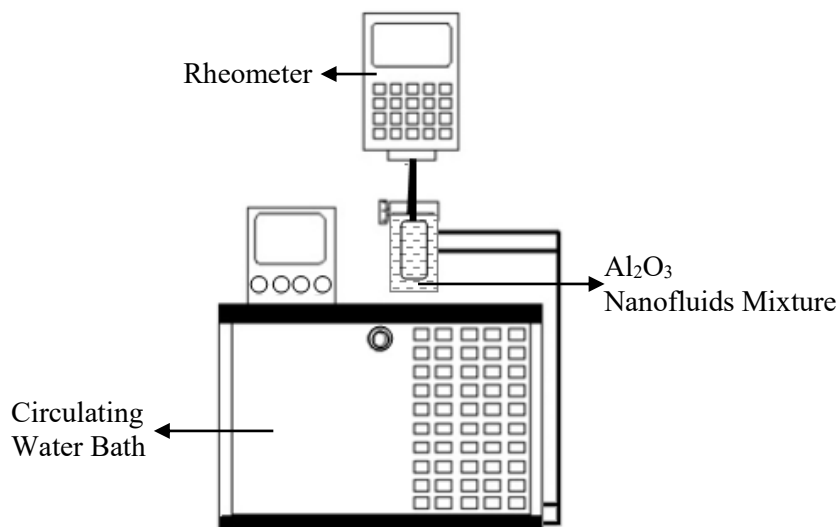 Rheometer
Al₂O₃
Nanofluids Mixture
Circulating
Water Bath